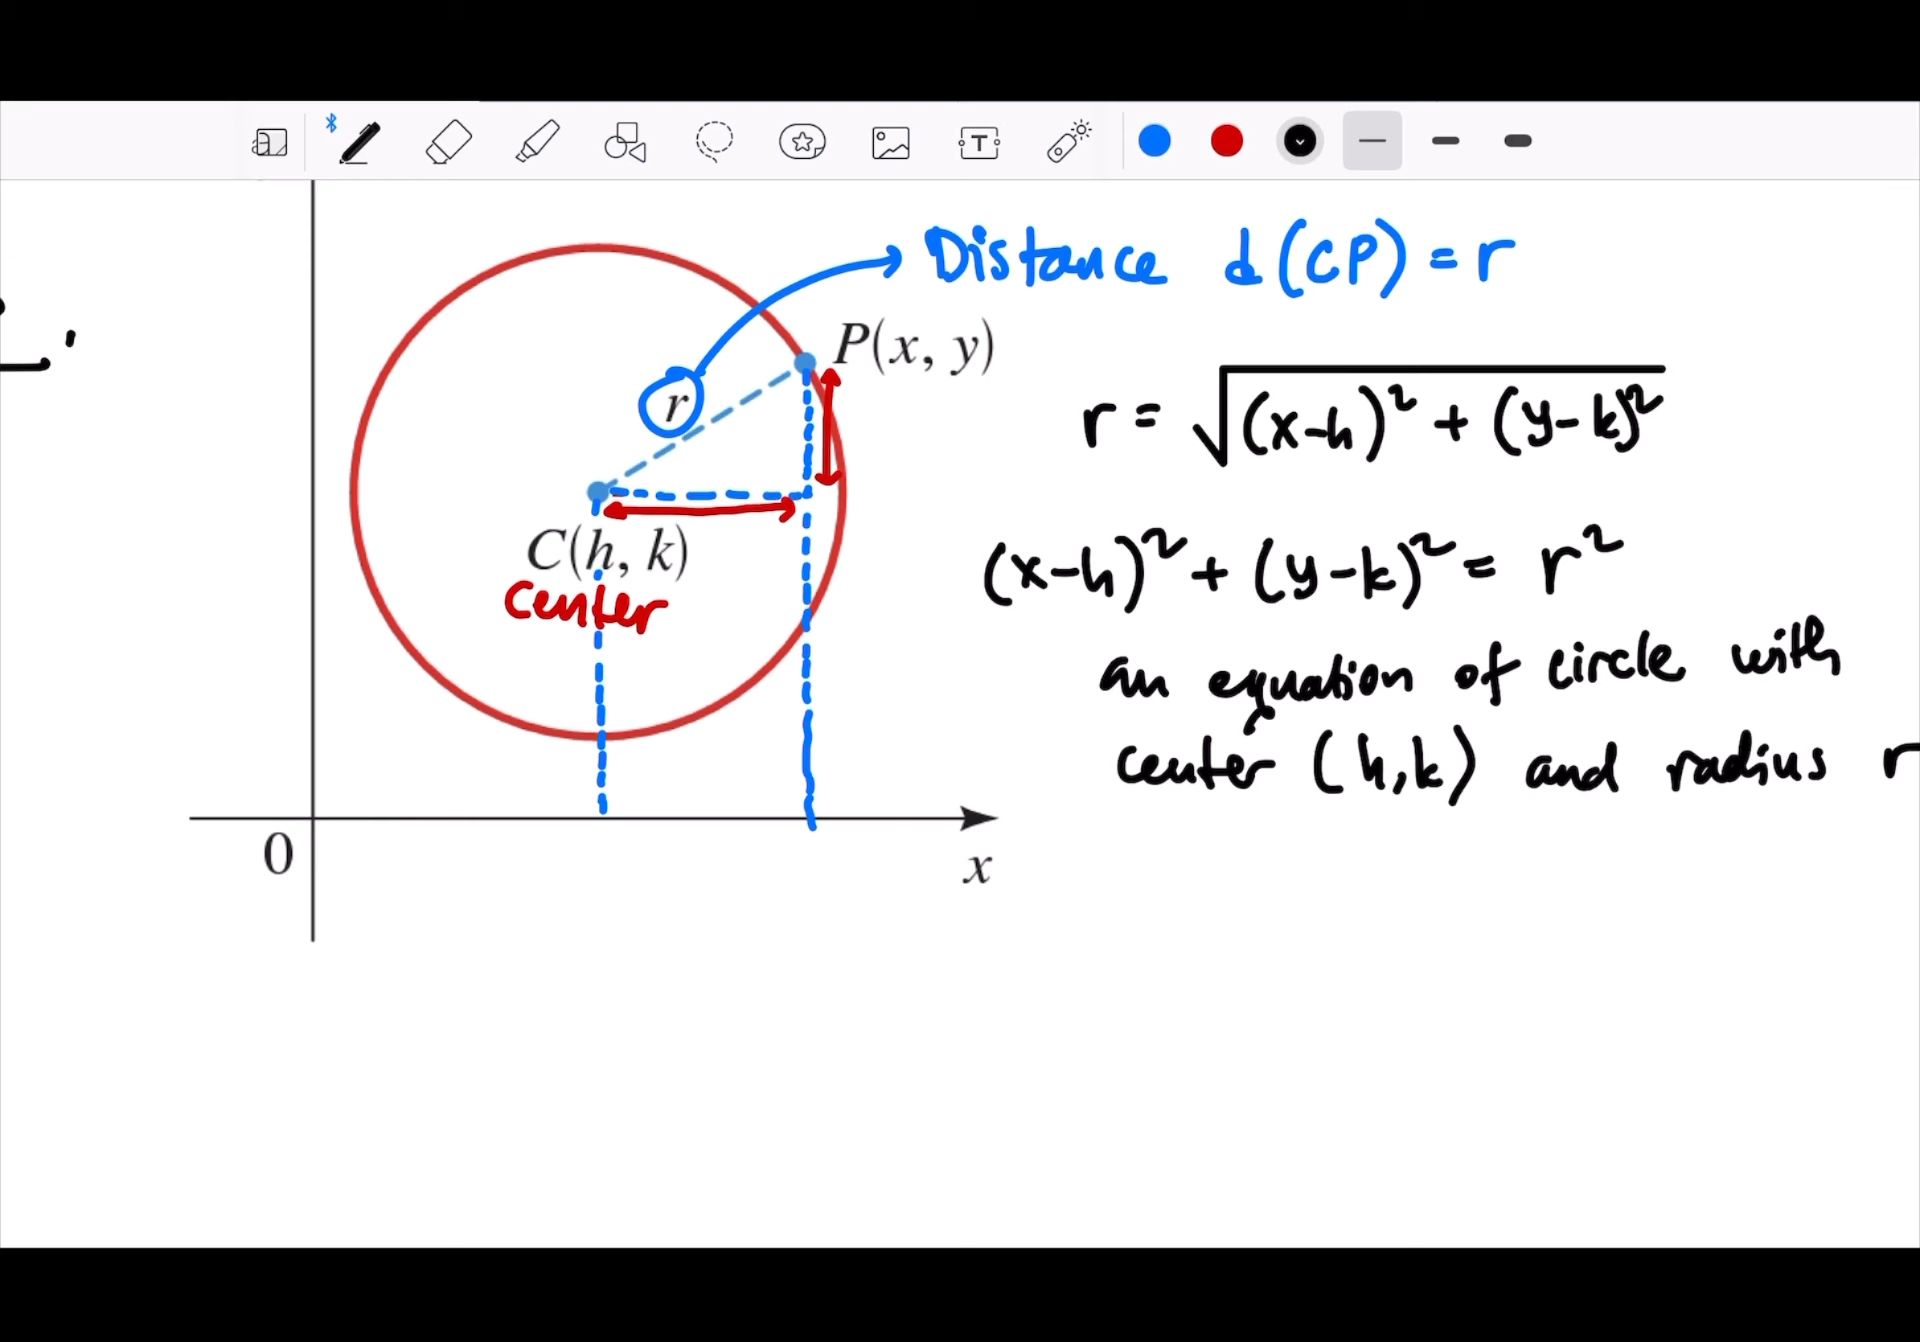 Distance d(CP) = r
P(x, y)
r
r = √(x-h)² + (y-k)²
C(h, k)
center
(x-h)² + (y-k)² = r²
an equation of circle with
center (h,k) and radius r
0
x